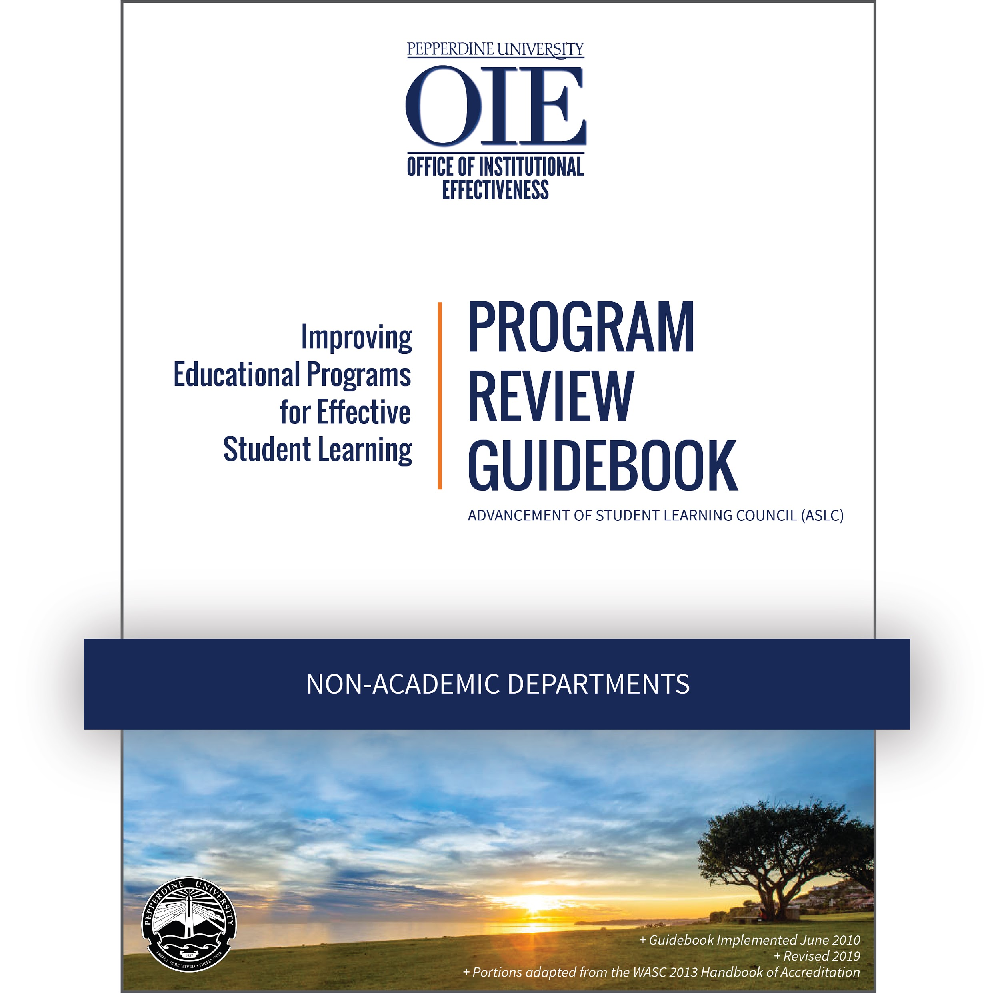 PEPPERDINE UNIVERSITY
OIE
OFFICE OF INSTITUTIONAL
EFFECTIVENESS
Improving
Educational Programs
for Effective
Student Learning
PROGRAM
REVIEW
GUIDEBOOK
ADVANCEMENT OF STUDENT LEARNING COUNCIL (ASLC)
NON-ACADEMIC DEPARTMENTS
PEPPERDINE UNIVERSITY
1937
FREELY YE RECEIVED • FREELY GIVE
+ Guidebook Implemented June 2010
+ Revised 2019
+ Portions adapted from the WASC 2013 Handbook of Accreditation